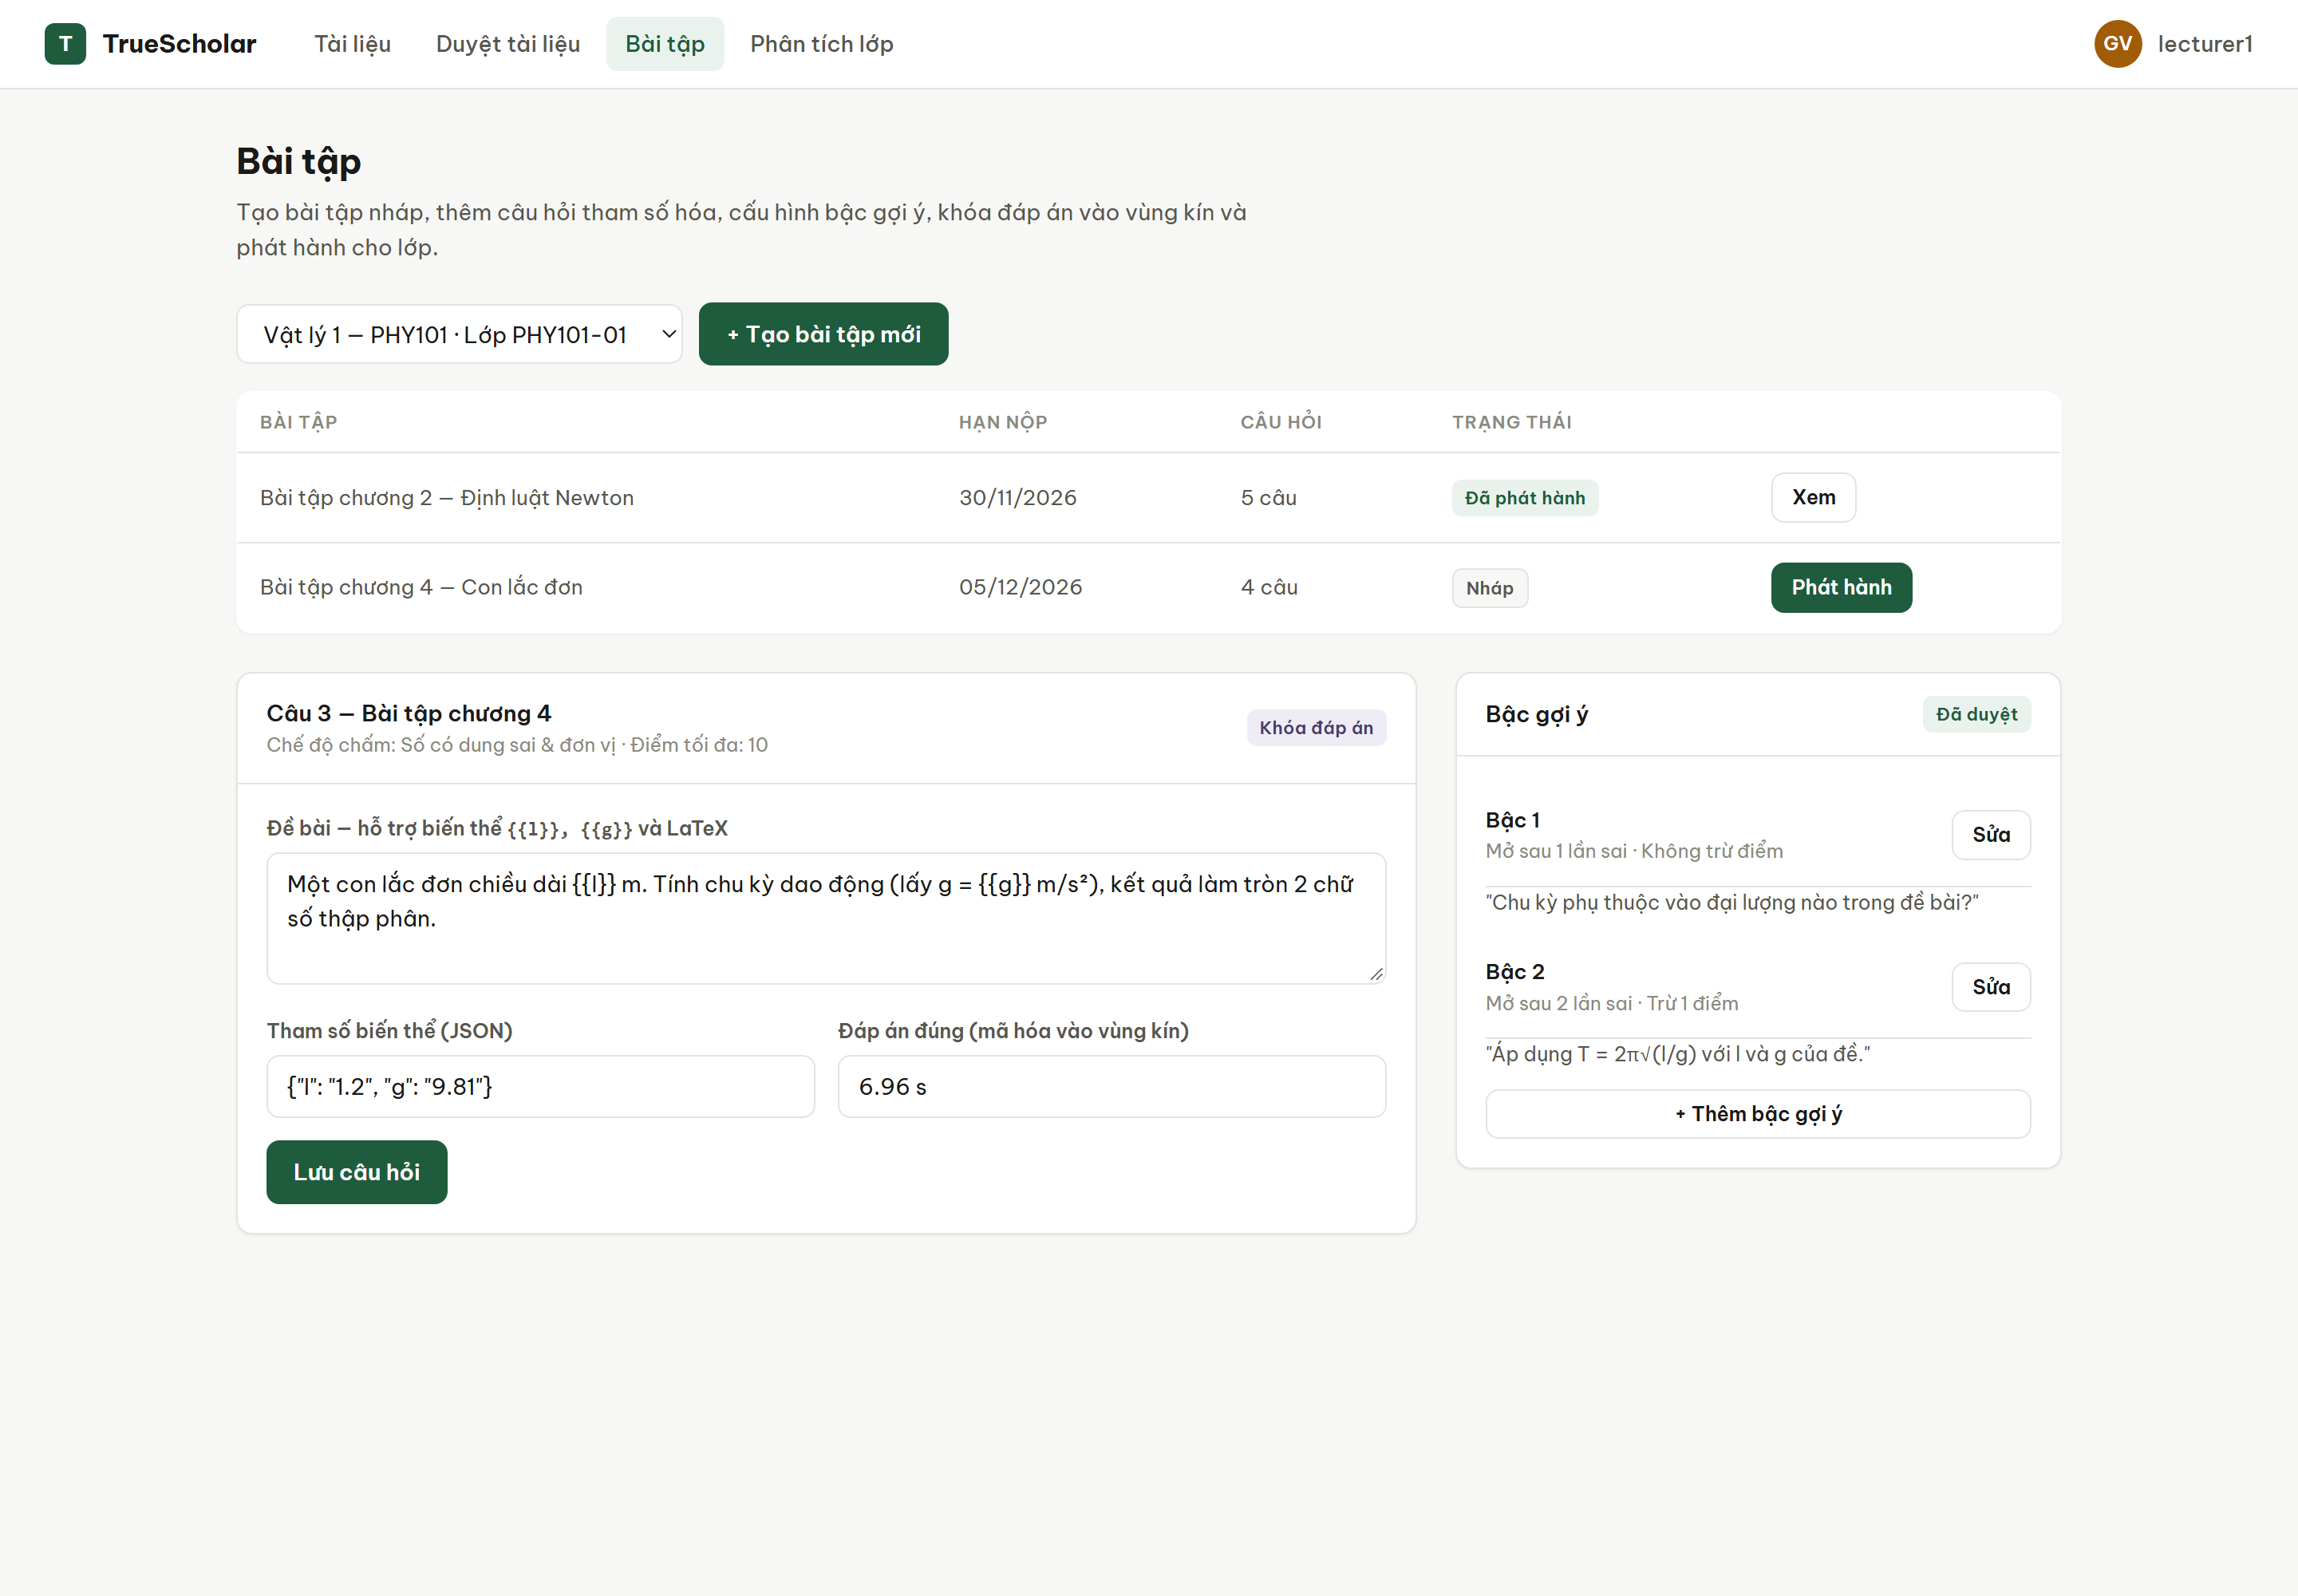 T TrueScholar Tài liệu Duyệt tài liệu Bài tập Phân tích lớp GV lecturer1
Bài tập
Tạo bài tập nháp, thêm câu hỏi tham số hóa, cấu hình bậc gợi ý, khóa đáp án vào vùng kín và
phát hành cho lớp.
Vật lý 1 — PHY101 · Lớp PHY101-01 + Tạo bài tập mới
BÀI TẬP HẠN NỘP CÂU HỎI TRẠNG THÁI
Bài tập chương 2 — Định luật Newton 30/11/2026 5 câu Đã phát hành Xem
Bài tập chương 4 — Con lắc đơn 05/12/2026 4 câu Nháp Phát hành
Câu 3 — Bài tập chương 4
Chế độ chấm: Số có dung sai & đơn vị · Điểm tối đa: 10
Khóa đáp án
Đề bài — hỗ trợ biến thể {{l}}, {{g}} và LaTeX
Một con lắc đơn chiều dài {{l}} m. Tính chu kỳ dao động (lấy g = {{g}} m/s²), kết quả làm tròn 2 chữ
số thập phân.
Tham số biến thể (JSON)
{"l": "1.2", "g": "9.81"}
Đáp án đúng (mã hóa vào vùng kín)
6.96 s
Lưu câu hỏi
Bậc gợi ý Đã duyệt
Bậc 1
Mở sau 1 lần sai · Không trừ điểm
Sửa
"Chu kỳ phụ thuộc vào đại lượng nào trong đề bài?"
Bậc 2
Mở sau 2 lần sai · Trừ 1 điểm
Sửa
"Áp dụng T = 2π√(l/g) với l và g của đề."
+ Thêm bậc gợi ý